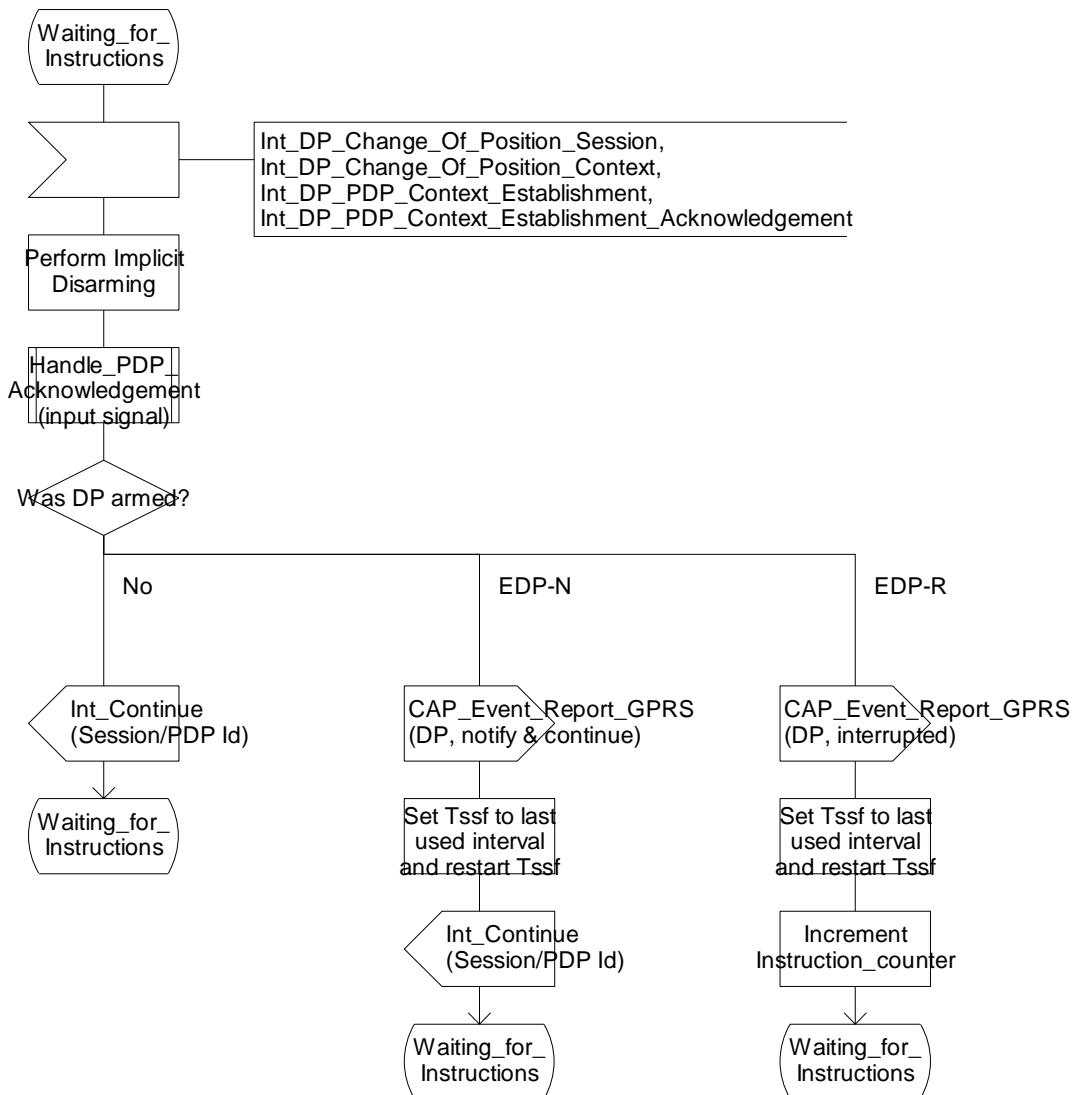 Waiting_for_
Instructions
Int_DP_Change_Of_Position_Session,
Int_DP_Change_Of_Position_Context,
Int_DP_PDP_Context_Establishment,
Int_DP_PDP_Context_Establishment_Acknowledgement
Perform Implicit
Disarming
Handle_PDP_
Acknowledgement
(input signal)
Was DP armed?
No
EDP-N
EDP-R
Int_Continue
(Session/PDP Id)
CAP_Event_Report_GPRS
(DP, notify & continue)
CAP_Event_Report_GPRS
(DP, interrupted)
Waiting_for_
Instructions
Set Tssf to last
used interval
and restart Tssf
Set Tssf to last
used interval
and restart Tssf
Int_Continue
(Session/PDP Id)
Increment
Instruction_counter
Waiting_for_
Instructions
Waiting_for_
Instructions